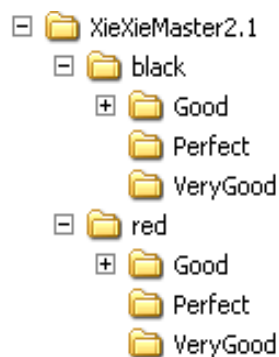 XieXieMaster2.1
black
Good
Perfect
VeryGood
red
Good
Perfect
VeryGood